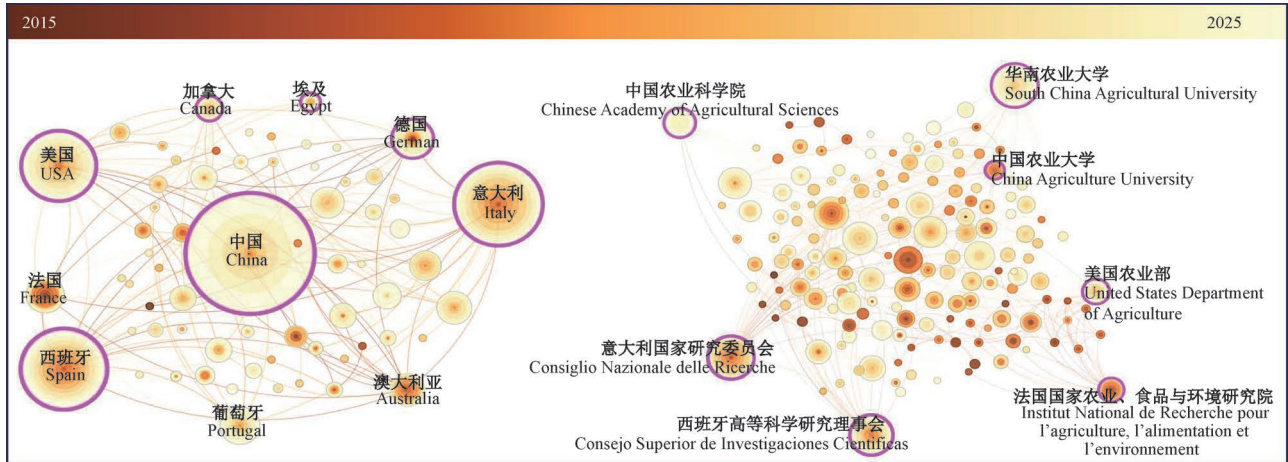 2015
2025
加拿大
Canada
埃及
Egypt
德国
German
美国
USA
意大利
Italy
中国
China
法国
France
西班牙
Spain
葡萄牙
Portugal
澳大利亚
Australia
中国农业科学院
Chinese Academy of Agricultural Sciences
华南农业大学
South China Agricultural University
中国农业大学
China Agriculture University
美国农业部
United States Department
of Agriculture
意大利国家研究委员会
Consiglio Nazionale delle Ricerche
西班牙高等科学研究理事会
Consejo Superior de Investigaciones Cientificas
法国国家农业、食品与环境研究院
Institut National de Recherche pour
l’agriculture, l’alimentation et
l’environnement